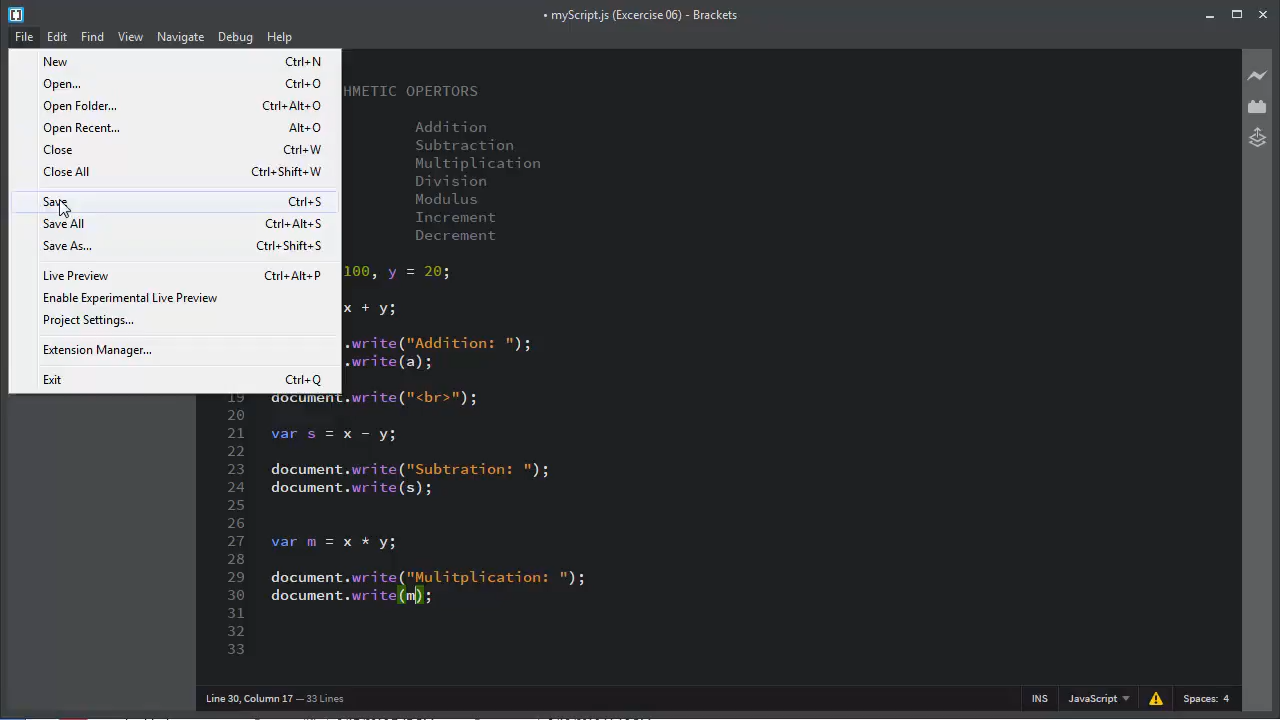 • myScript.js (Excercise 06) - Brackets
File Edit Find View Navigate Debug Help
New Ctrl+N
Open... Ctrl+O
Open Folder... Ctrl+Alt+O
Open Recent... Alt+O
Close Ctrl+W
Close All Ctrl+Shift+W
Save Ctrl+S
Save All Ctrl+Alt+S
Save As... Ctrl+Shift+S
Live Preview Ctrl+Alt+P
Enable Experimental Live Preview
Project Settings...
Extension Manager...
Exit Ctrl+Q
HMETIC OPERTORS
Addition
Subtraction
Multiplication
Division
Modulus
Increment
Decrement
100, y = 20;
x + y;
.write("Addition: ");
.write(a);
19 document.write("<br>");
20
21 var s = x - y;
22
23 document.write("Subtration: ");
24 document.write(s);
25
26
27 var m = x * y;
28
29 document.write("Mulitplication: ");
30 document.write(m);
31
32
33
Line 30, Column 17 — 33 Lines
INS JavaScript Spaces: 4